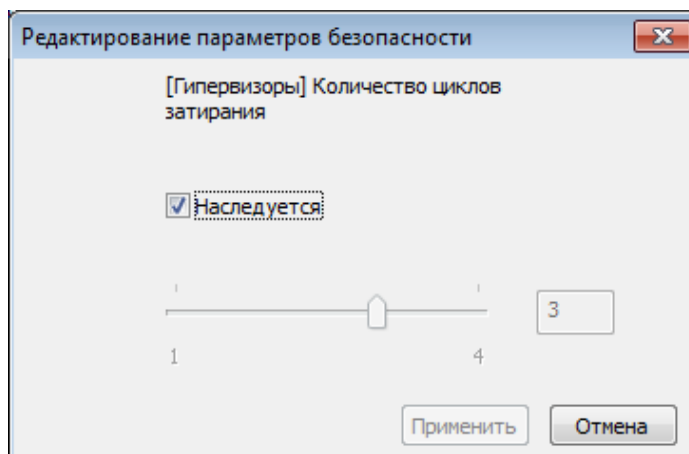 Редактирование параметров безопасности
[Гипервизоры] Количество циклов
затирания
Наследуется
3
1 4
Применить Отмена